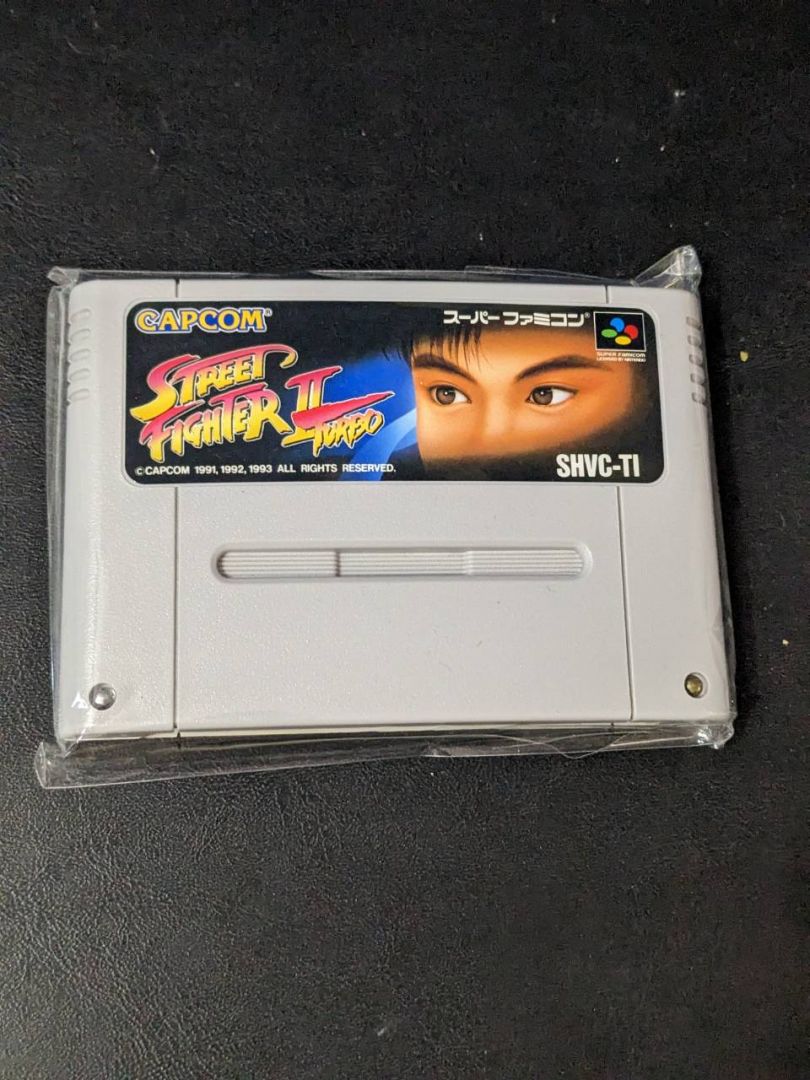 CAPCOM®
スーパーファミコン®
SUPER FAMICOM
LICENSED BY NINTENDO
STREET
FIGHTER II
TURBO
© CAPCOM 1991, 1992, 1993 ALL RIGHTS RESERVED.
SHVC-TI